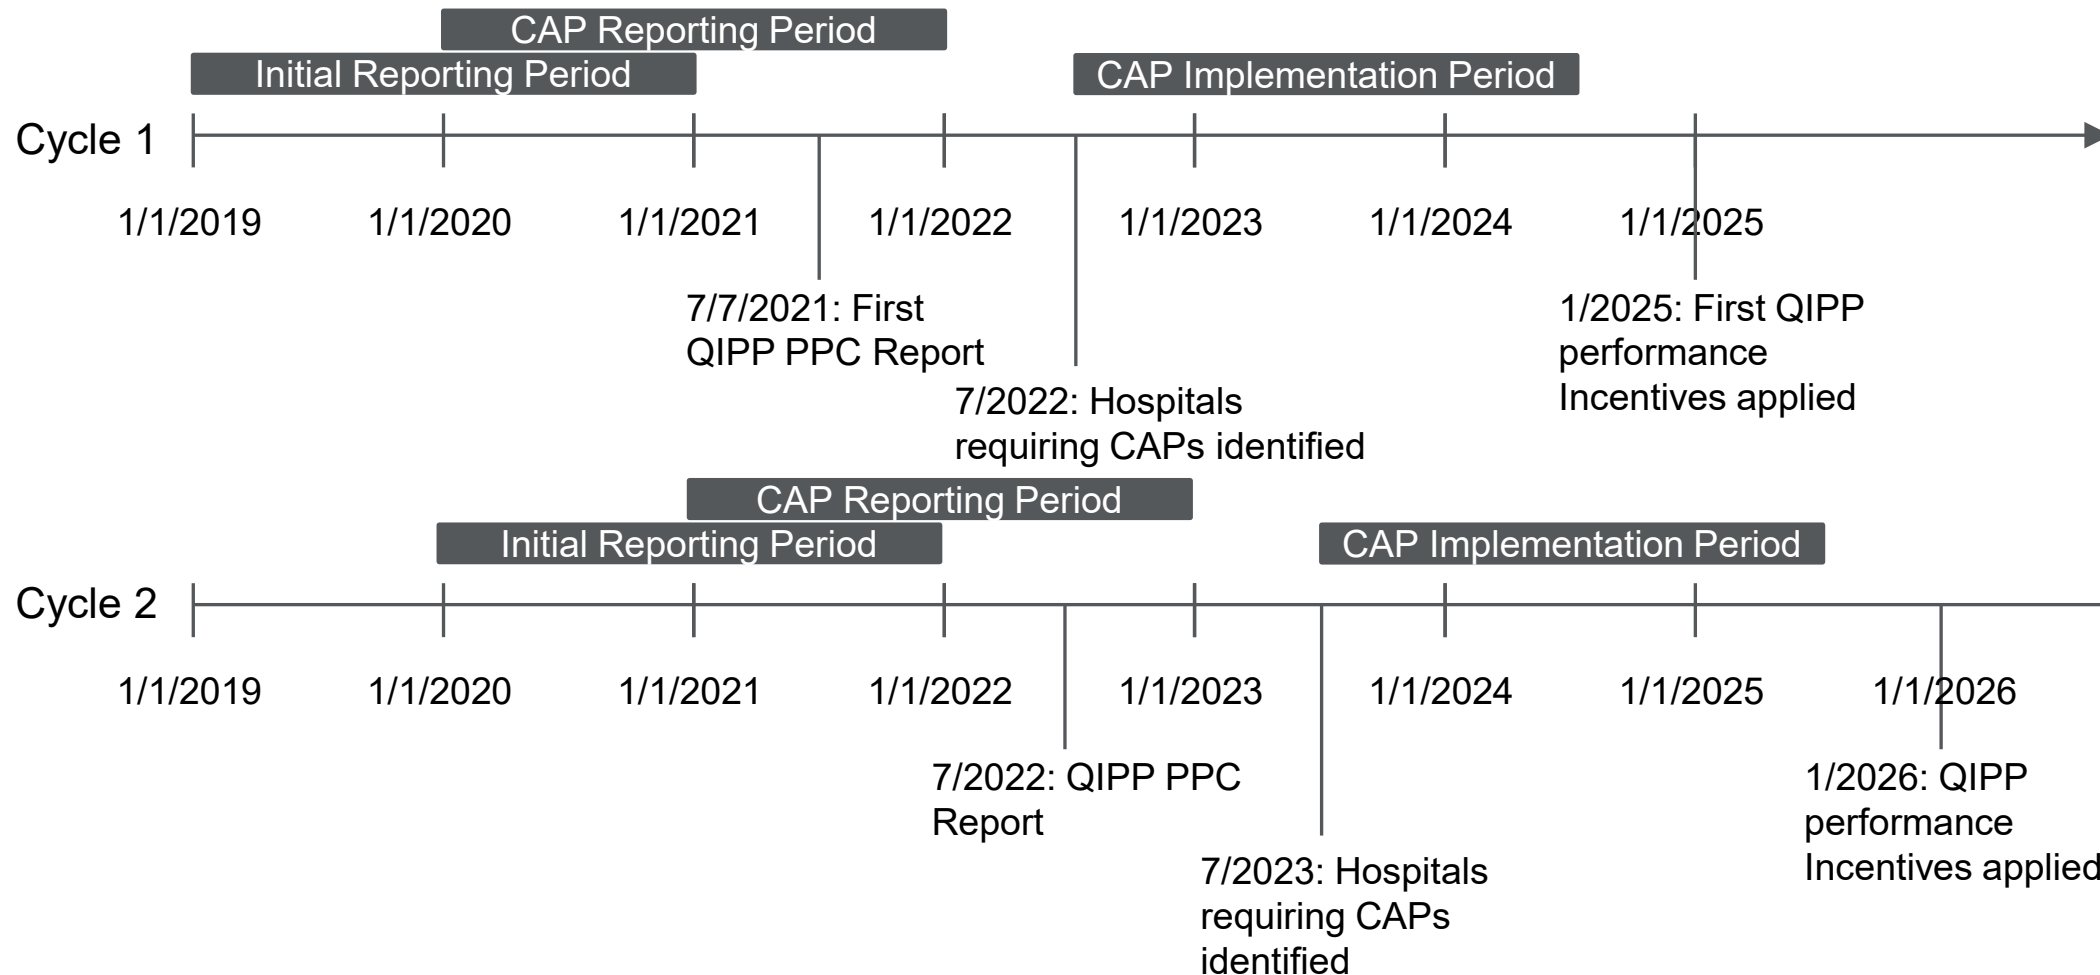 CAP Reporting Period
Initial Reporting Period
CAP Implementation Period
Cycle 1
1/1/2019
1/1/2020
1/1/2021
1/1/2022
1/1/2023
1/1/2024
1/1/2025
7/7/2021: First
QIPP PPC Report
7/2022: Hospitals
requiring CAPs identified
1/2025: First QIPP
performance
Incentives applied
CAP Reporting Period
Initial Reporting Period
CAP Implementation Period
Cycle 2
1/1/2019
1/1/2020
1/1/2021
1/1/2022
1/1/2023
1/1/2024
1/1/2025
1/1/2026
7/2022: QIPP PPC
Report
7/2023: Hospitals
requiring CAPs
identified
1/2026: QIPP
performance
Incentives applied